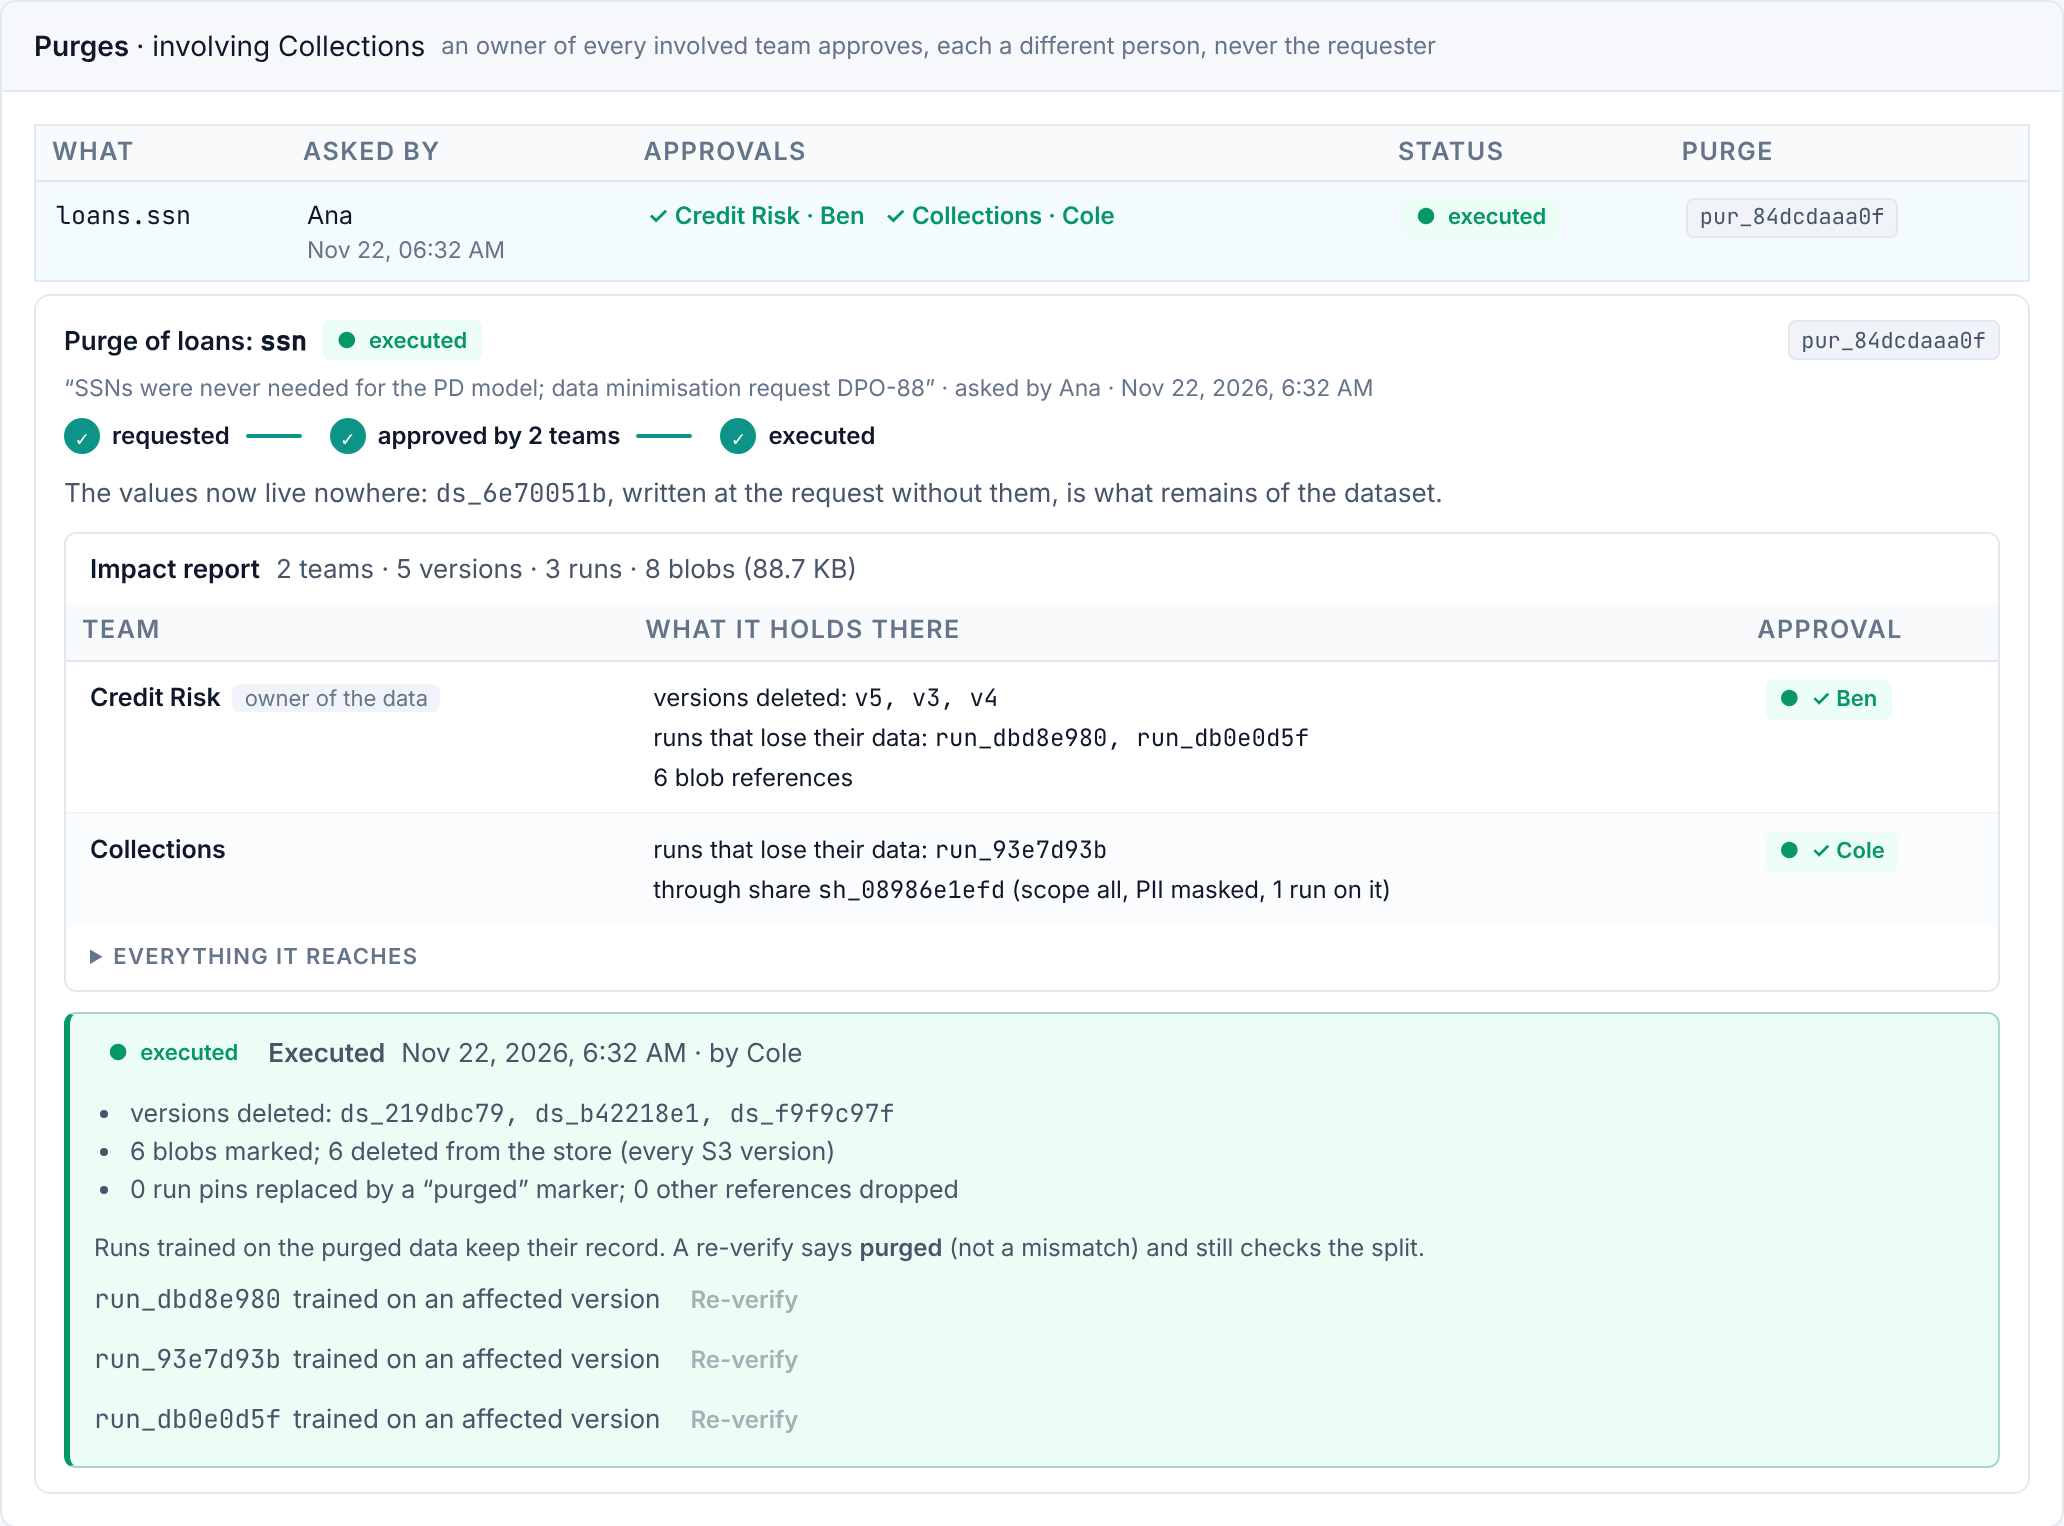 Purges · involving Collections an owner of every involved team approves, each a different person, never the requester
WHAT ASKED BY APPROVALS STATUS PURGE
loans.ssn Ana ✓ Credit Risk · Ben ✓ Collections · Cole executed pur_84dcdaaa0f
Nov 22, 06:32 AM
Purge of loans: ssn executed pur_84dcdaaa0f
“SSNs were never needed for the PD model; data minimisation request DPO-88” · asked by Ana · Nov 22, 2026, 6:32 AM
✓ requested ✓ approved by 2 teams ✓ executed
The values now live nowhere: ds_6e70051b, written at the request without them, is what remains of the dataset.
Impact report 2 teams · 5 versions · 3 runs · 8 blobs (88.7 KB)
TEAM WHAT IT HOLDS THERE APPROVAL
Credit Risk owner of the data versions deleted: v5, v3, v4 ✓ Ben
runs that lose their data: run_dbd8e980, run_db0e0d5f
6 blob references
Collections runs that lose their data: run_93e7d93b ✓ Cole
through share sh_08986e1efd (scope all, PII masked, 1 run on it)
▶ EVERYTHING IT REACHES
executed Executed Nov 22, 2026, 6:32 AM · by Cole
• versions deleted: ds_219dbc79, ds_b42218e1, ds_f9f9c97f
• 6 blobs marked; 6 deleted from the store (every S3 version)
• 0 run pins replaced by a “purged” marker; 0 other references dropped
Runs trained on the purged data keep their record. A re-verify says purged (not a mismatch) and still checks the split.
run_dbd8e980 trained on an affected version Re-verify
run_93e7d93b trained on an affected version Re-verify
run_db0e0d5f trained on an affected version Re-verify